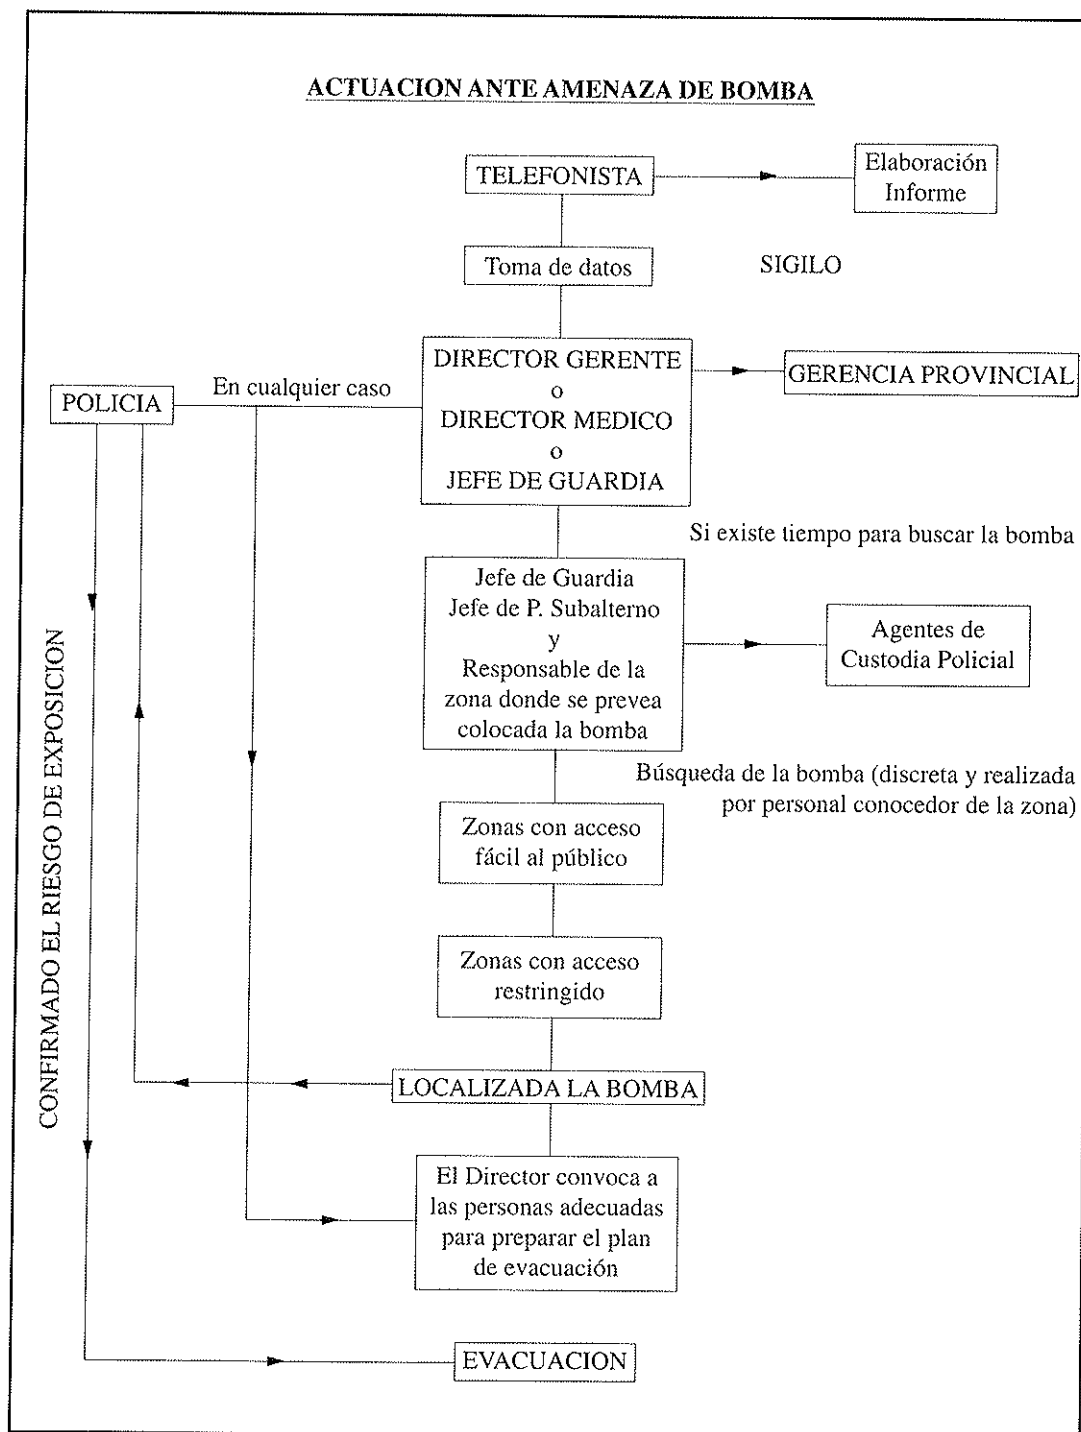 ACTUACION ANTE AMENAZA DE BOMBA
TELEFONISTA
Elaboración
Informe
Toma de datos
SIGILO
DIRECTOR GERENTE
o
DIRECTOR MEDICO
o
JEFE DE GUARDIA
GERENCIA PROVINCIAL
En cualquier caso
POLICIA
Si existe tiempo para buscar la bomba
Jefe de Guardia
Jefe de P. Subalterno
y
Responsable de la
zona donde se prevea
colocada la bomba
Agentes de
Custodia Policial
Búsqueda de la bomba (discreta y realizada
por personal conocedor de la zona)
Zonas con acceso
fácil al público
Zonas con acceso
restringido
CONFIRMADO EL RIESGO DE EXPOSICION
LOCALIZADA LA BOMBA
El Director convoca a
las personas adecuadas
para preparar el plan
de evacuación
EVACUACION